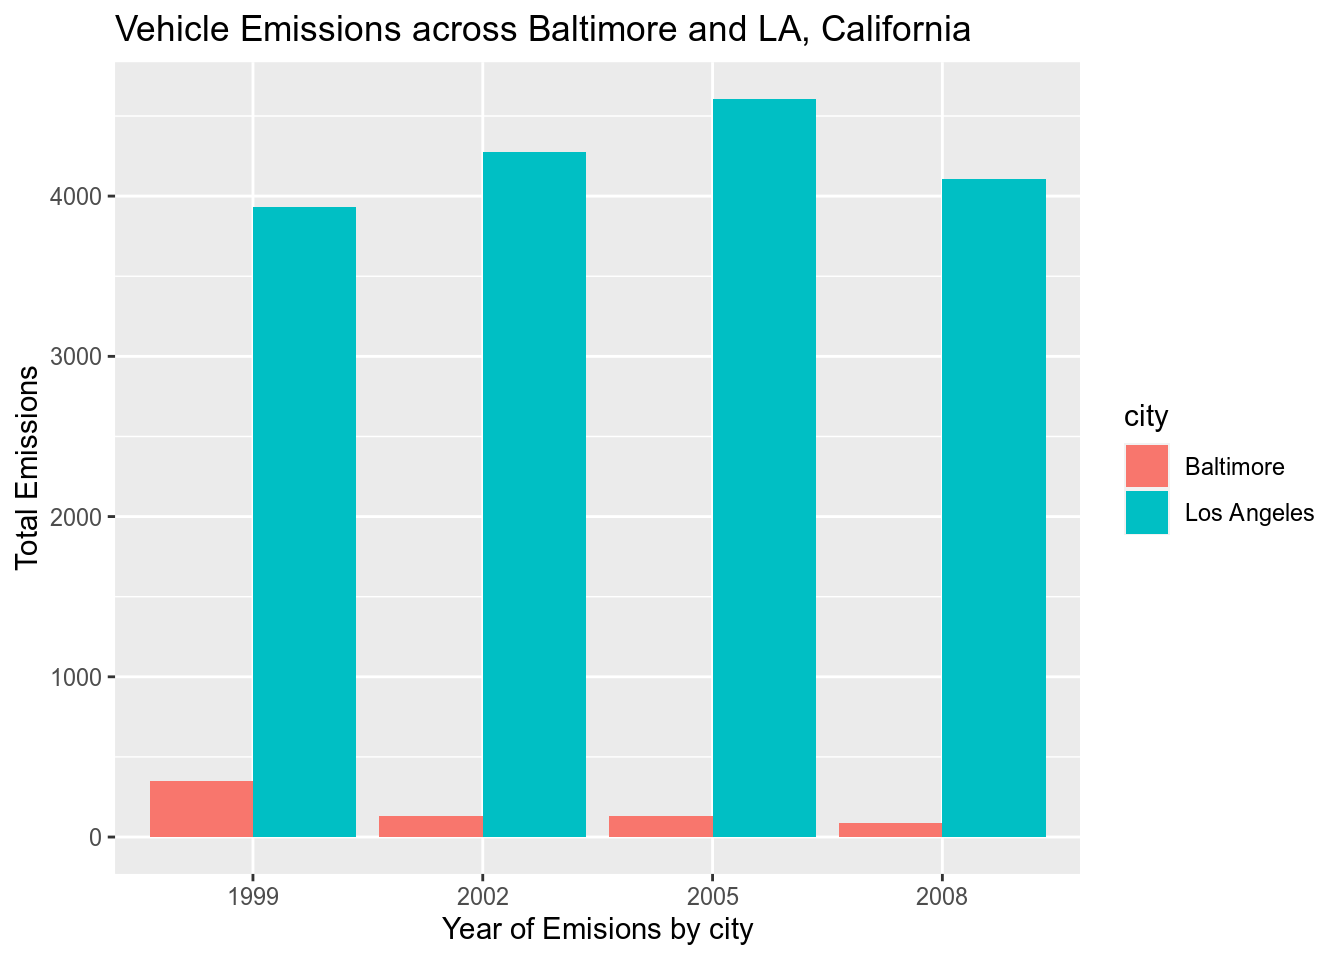 Vehicle Emissions across Baltimore and LA, California
Total Emissions
4000
3000
2000
1000
0
1999 2002 2005 2008
Year of Emisions by city
city
Baltimore
Los Angeles